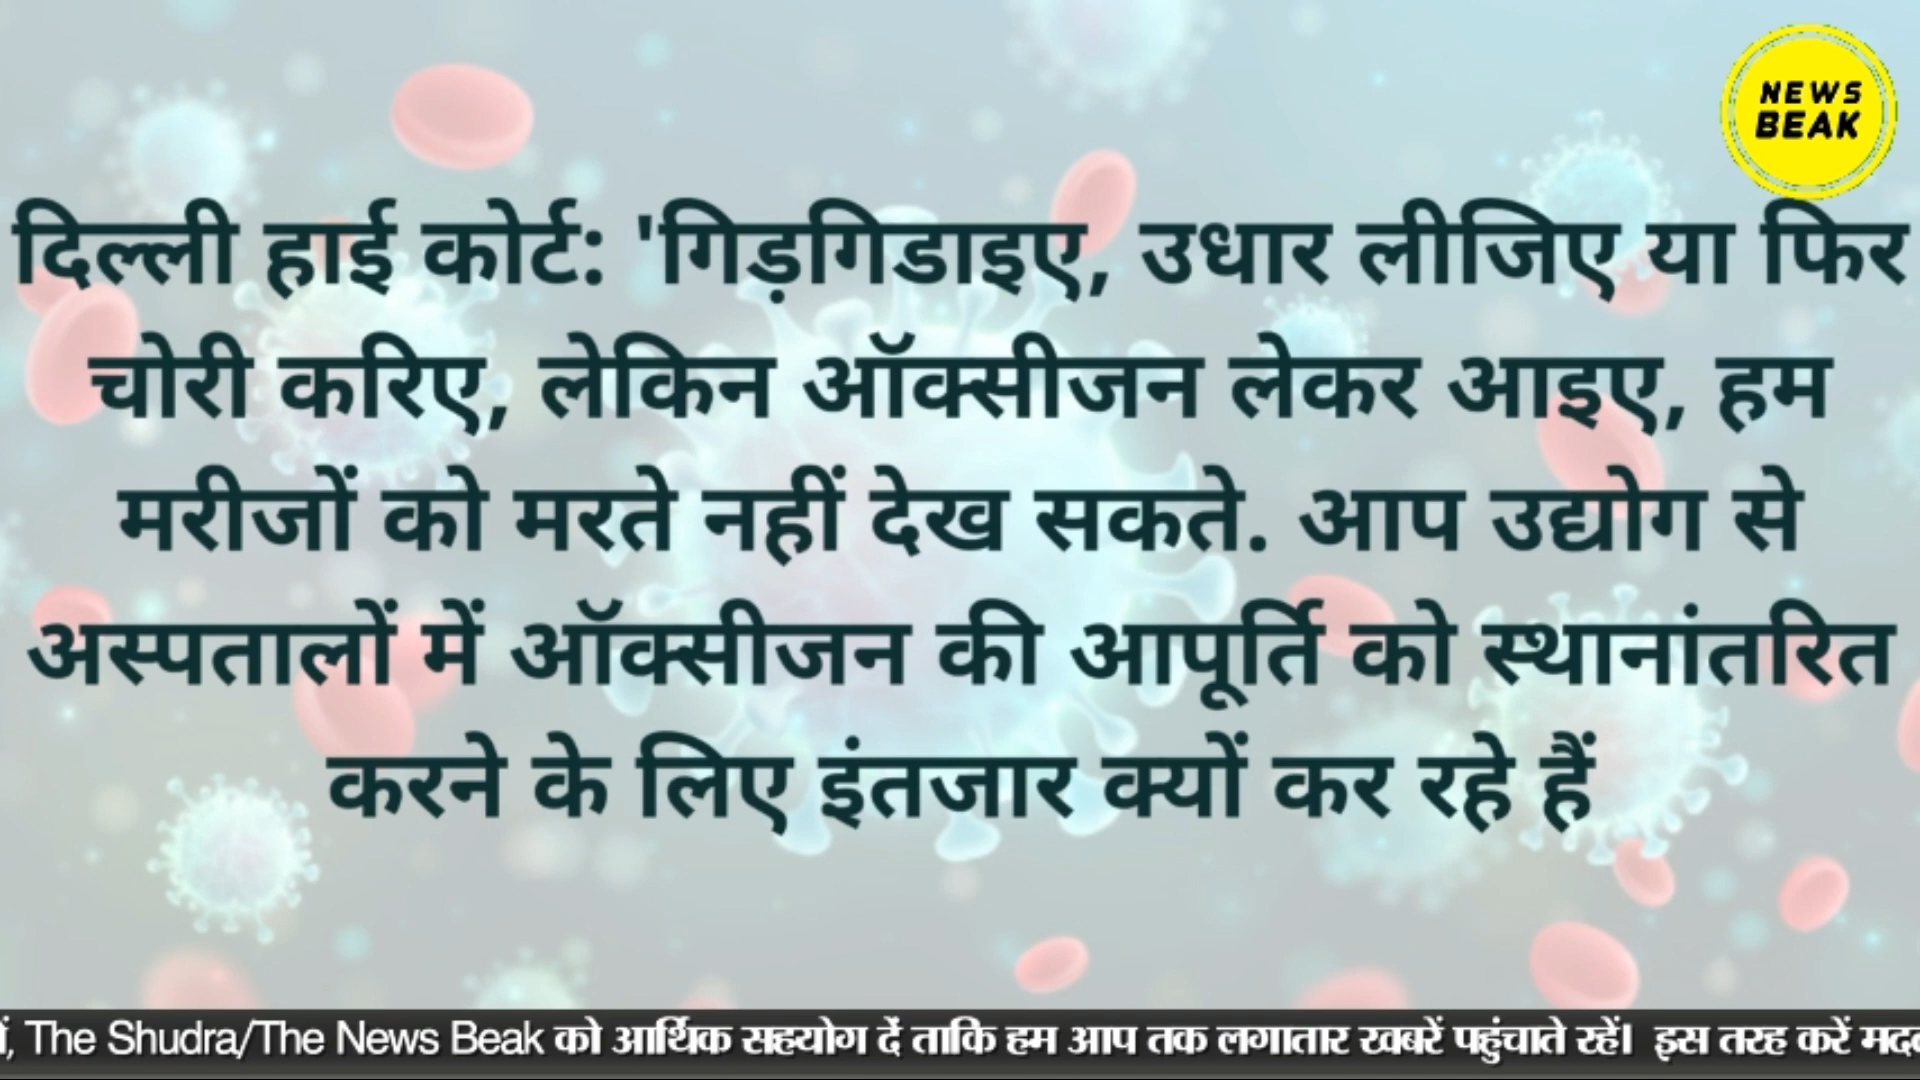 NEWS
BEAK
दिल्ली हाई कोर्ट: 'गिड़गिडाइए, उधार लीजिए या फिर
चोरी करिए, लेकिन ऑक्सीजन लेकर आइए, हम
मरीजों को मरते नहीं देख सकते. आप उद्योग से
अस्पतालों में ऑक्सीजन की आपूर्ति को स्थानांतरित
करने के लिए इंतजार क्यों कर रहे हैं
, The Shudra/The News Beak को आर्थिक सहयोग दें ताकि हम आप तक लगातार खबरें पहुंचाते रहें। इस तरह करें